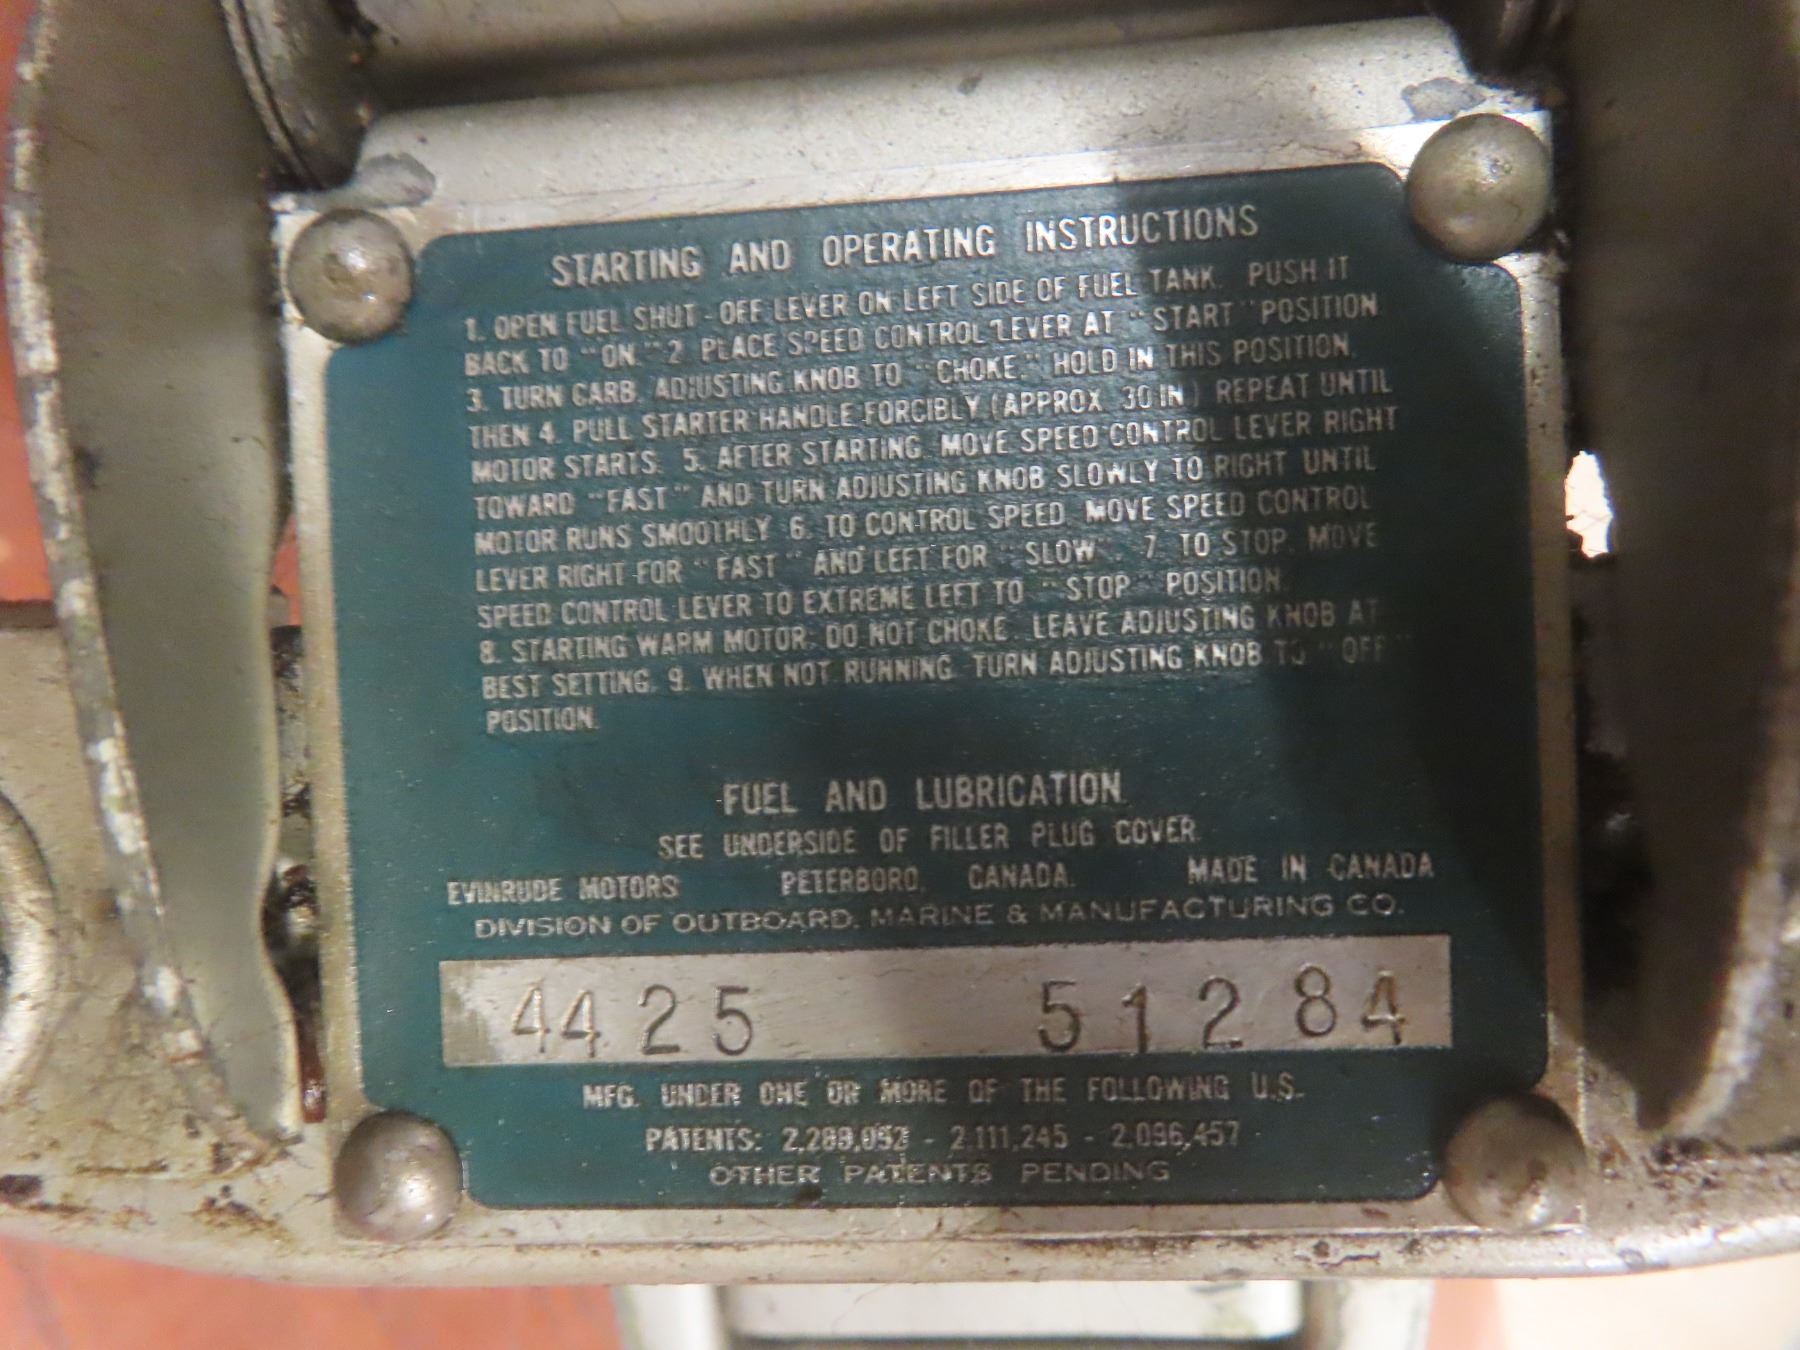 STARTING AND OPERATING INSTRUCTIONS
1. OPEN FUEL SHUT-OFF LEVER ON LEFT SIDE OF FUEL TANK. PUSH IT
BACK TO "ON." 2. PLACE SPEED CONTROL LEVER AT "START" POSITION
3. TURN CARB. ADJUSTING KNOB TO "CHOKE." HOLD IN THIS POSITION.
THEN 4. PULL STARTER HANDLE FORCIBLY (APPROX. 30 IN.) REPEAT UNTIL
MOTOR STARTS. 5. AFTER STARTING, MOVE SPEED CONTROL LEVER RIGHT
TOWARD "FAST" AND TURN ADJUSTING KNOB SLOWLY TO RIGHT UNTIL
MOTOR RUNS SMOOTHLY 6. TO CONTROL SPEED, MOVE SPEED CONTROL
LEVER RIGHT FOR "FAST" AND LEFT FOR "SLOW". 7. TO STOP, MOVE
SPEED CONTROL LEVER TO EXTREME LEFT TO "STOP" POSITION.
8. STARTING WARM MOTOR: DO NOT CHOKE. LEAVE ADJUSTING KNOB AT
BEST SETTING. 9. WHEN NOT RUNNING, TURN ADJUSTING KNOB TO "OFF"
POSITION.
FUEL AND LUBRICATION
SEE UNDERSIDE OF FILLER PLUG COVER.
EVINRUDE MOTORS PETERBORO, CANADA. MADE IN CANADA
DIVISION OF OUTBOARD, MARINE & MANUFACTURING CO.
4425 51284
MFG. UNDER ONE OR MORE OF THE FOLLOWING U.S.
PATENTS: - 2,111,245 - 2,096,457
OTHER PATENTS PENDING